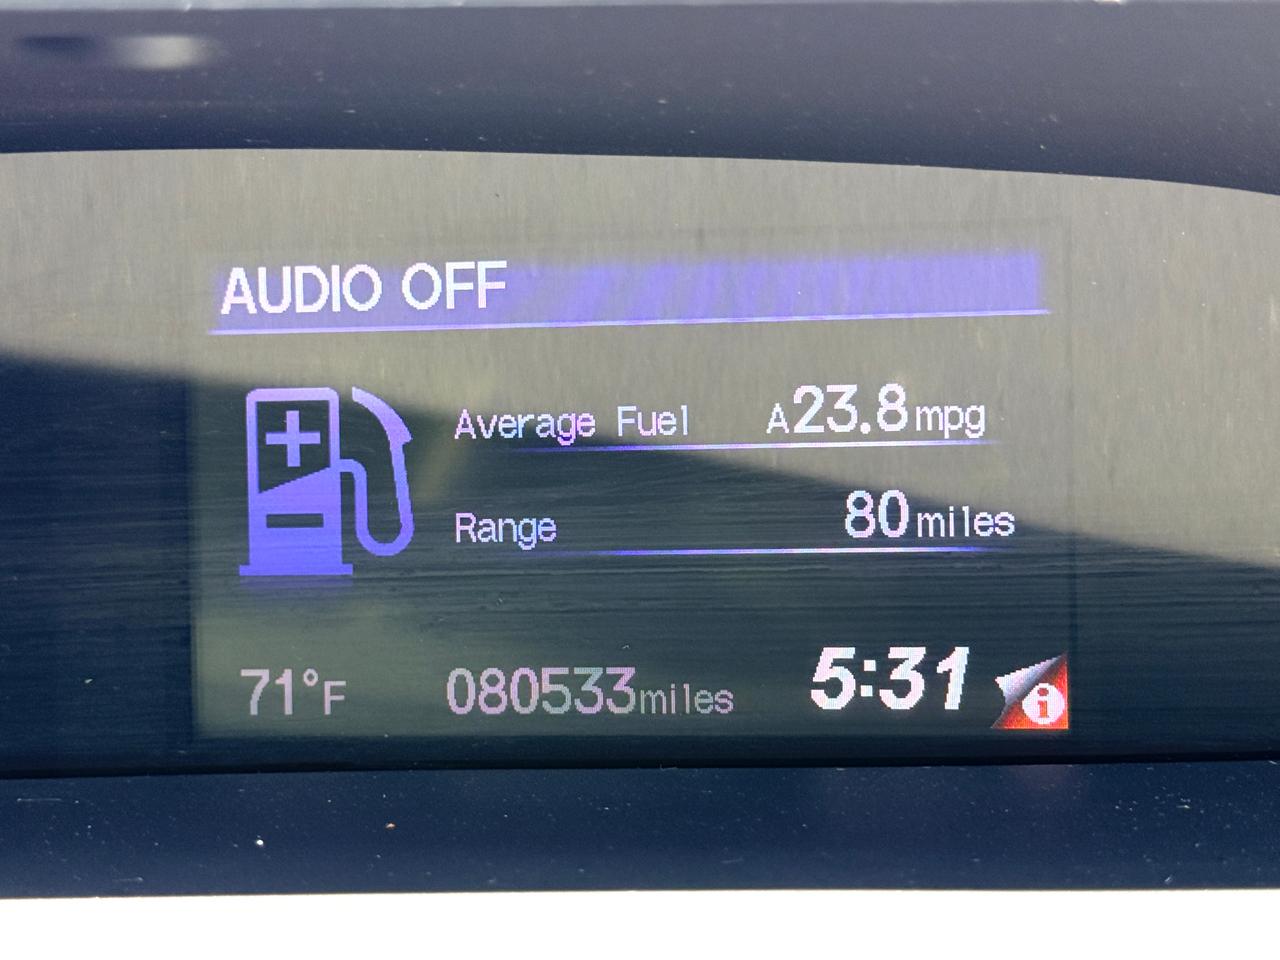 AUDIO OFF
Average Fuel A23.8mpg
Range 80miles
71°F 080533miles 5:31 i